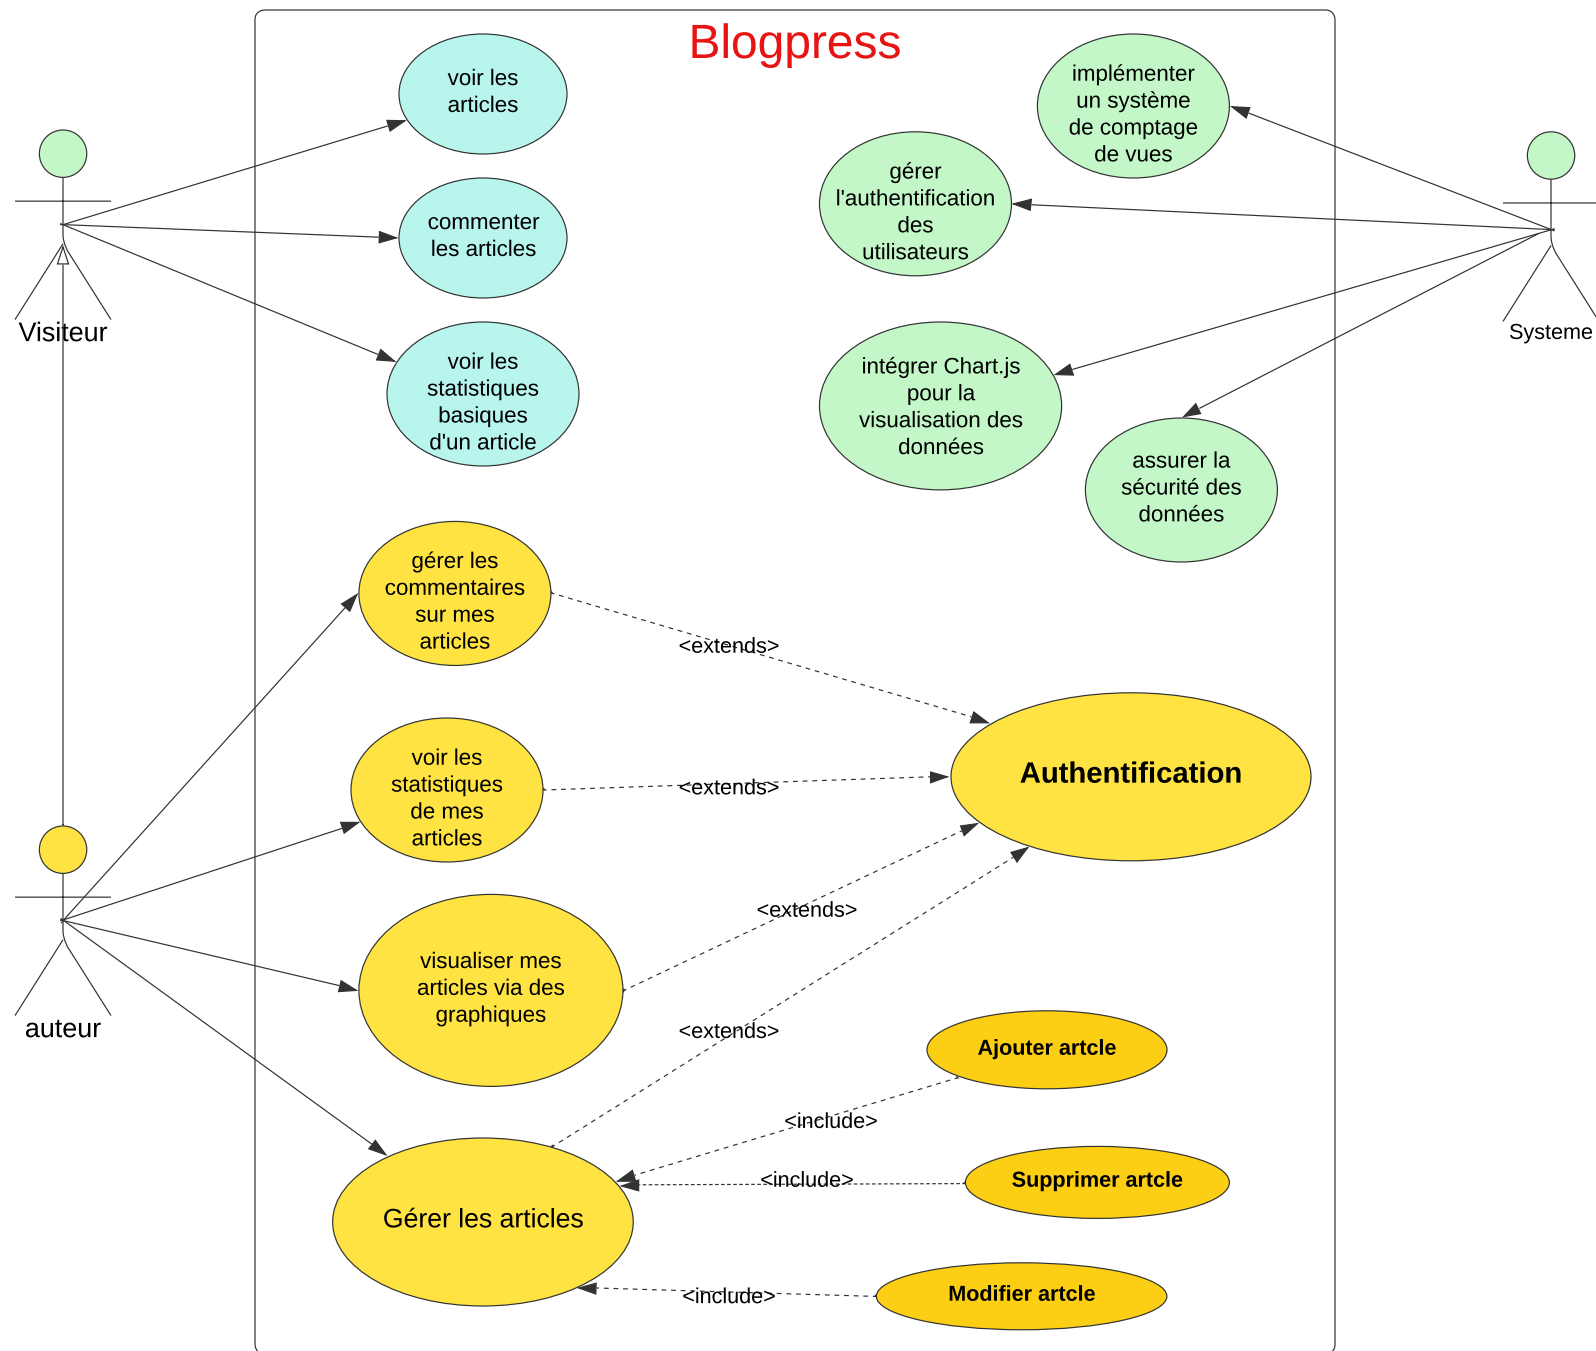 Blogpress
voir les
articles
commenter
les articles
voir les
statistiques
basiques
d'un article
Visiteur
implémenter
un système
de comptage
de vues
gérer
l'authentification
des
utilisateurs
intégrer Chart.js
pour la
visualisation des
données
assurer la
sécurité des
données
Systeme
gérer les
commentaires
sur mes
articles
<extends>
voir les
statistiques
de mes
articles
<extends>
Authentification
visualiser mes
articles via des
graphiques
<extends>
auteur
<extends>
Ajouter artcle
<include>
Supprimer artcle
<include>
Gérer les articles
Modifier artcle
<include>